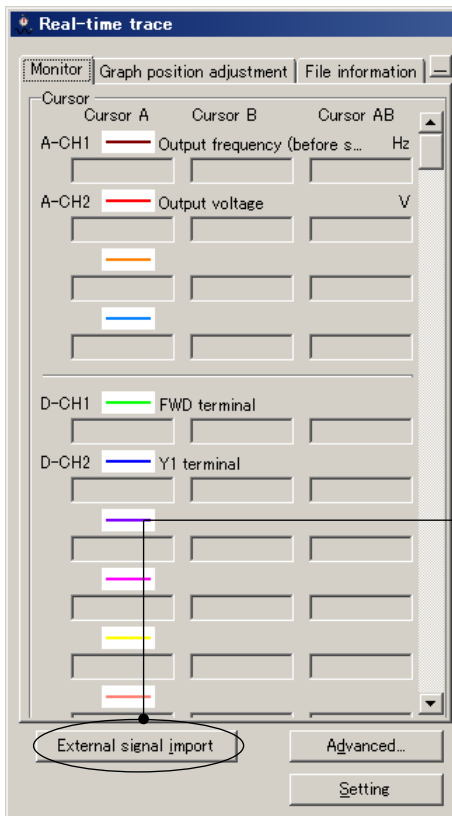 Real-time trace
Monitor Graph position adjustment File information
Cursor
Cursor A Cursor B Cursor AB
A-CH1 Output frequency (before s... Hz
A-CH2 Output voltage V
D-CH1 FWD terminal
D-CH2 Y1 terminal
External signal import Advanced...
Setting